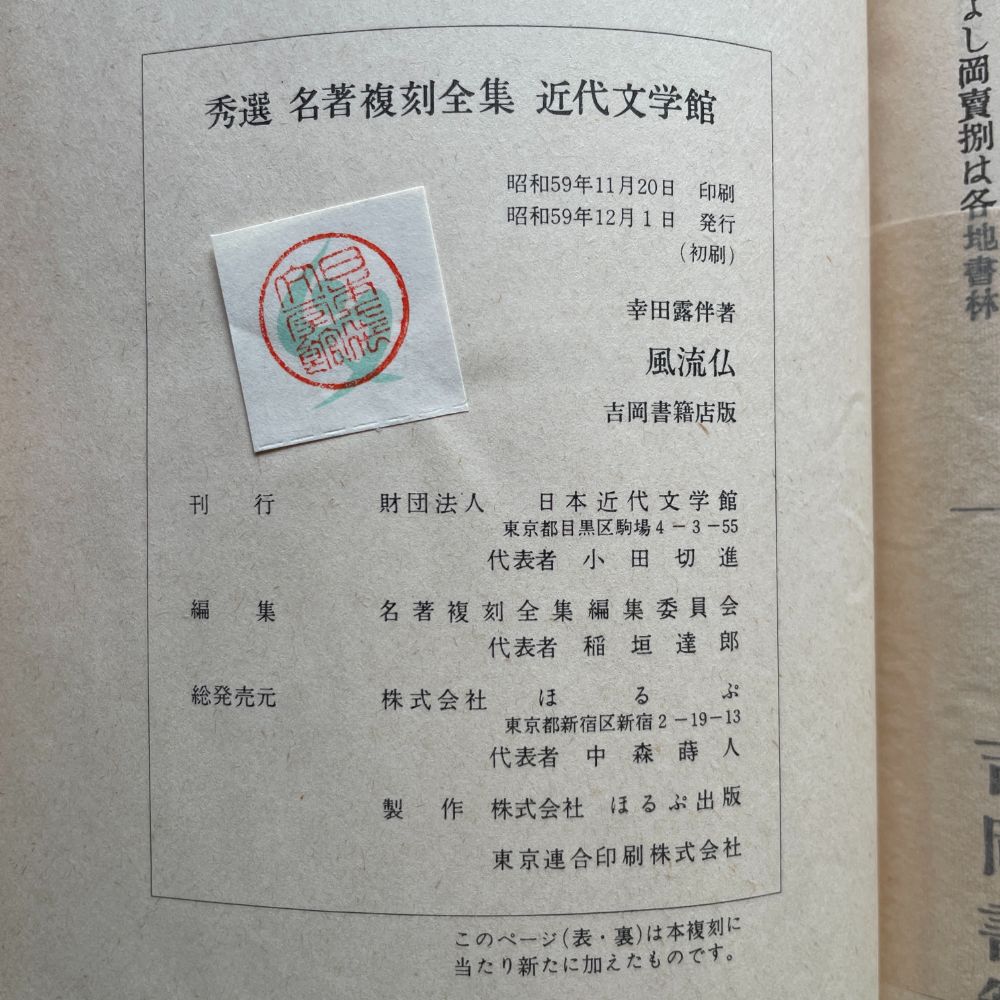 秀選 名著複刻全集 近代文学館
昭和59年11月20日 印刷
昭和59年12月1日 発行
(初刷)
幸田露伴著
風流仏
吉岡書籍店版
刊行 財団法人 日本近代文学館
東京都目黒区駒場4-3-55
代表者 小田切進
編集 名著複刻全集編集委員会
代表者 稲垣達郎
総発売元 株式会社 ほるぷ
東京都新宿区新宿2-19-13
代表者 中森蒔人
製作 株式会社 ほるぷ出版
東京連合印刷株式会社
このページ(表・裏)は本複刻に
当たり新たに加えたものです。
よし岡賣捌は各地書林